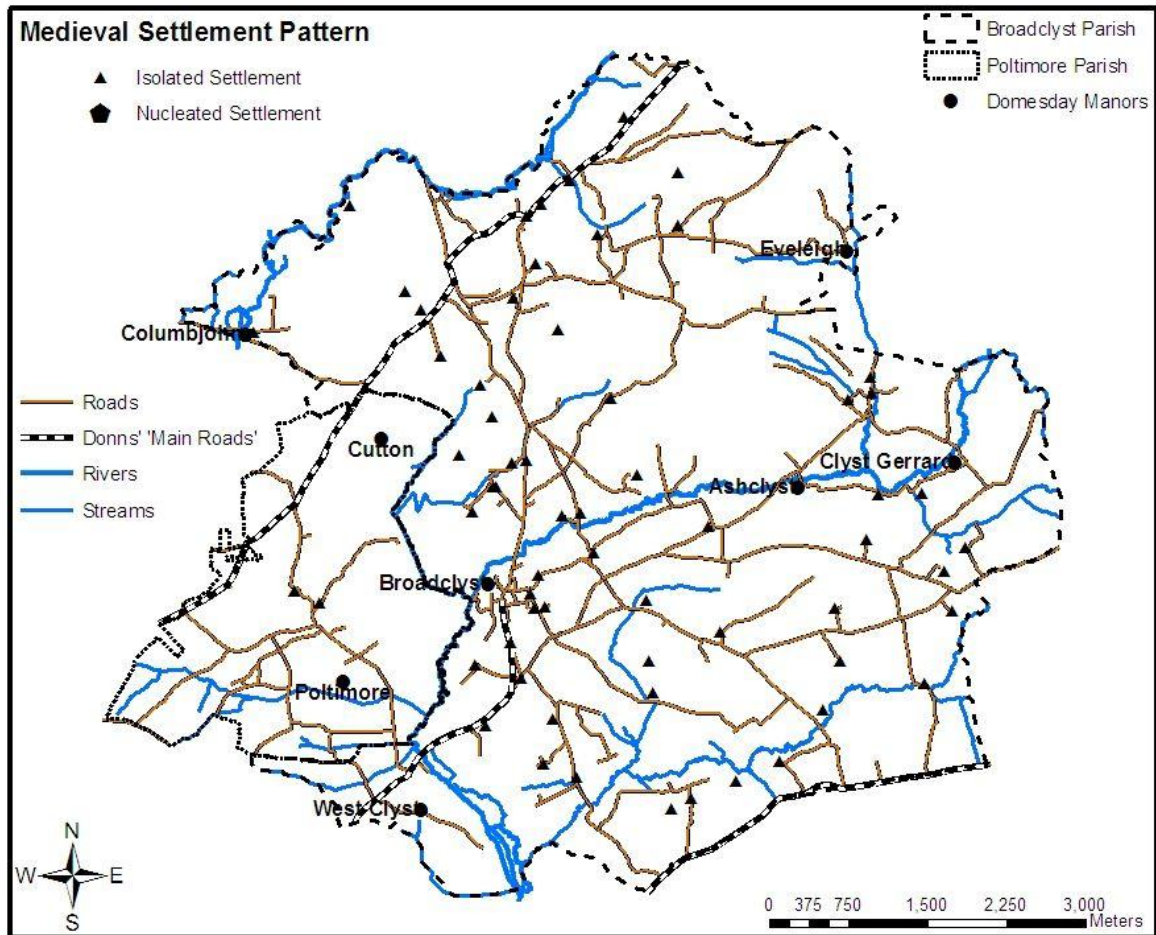 Medieval Settlement Pattern
Isolated Settlement
Nucleated Settlement
Broadclyst Parish
Poltimore Parish
Domesday Manors
Eveleigh
Columbjohn
Roads
Donns' 'Main Roads'
Rivers
Streams
Cutton
Clyst Gerrard
Ashclyst
Broadclyst
Poltimore
West Clyst
N
W E
S
0 375 750 1,500 2,250 3,000
Meters